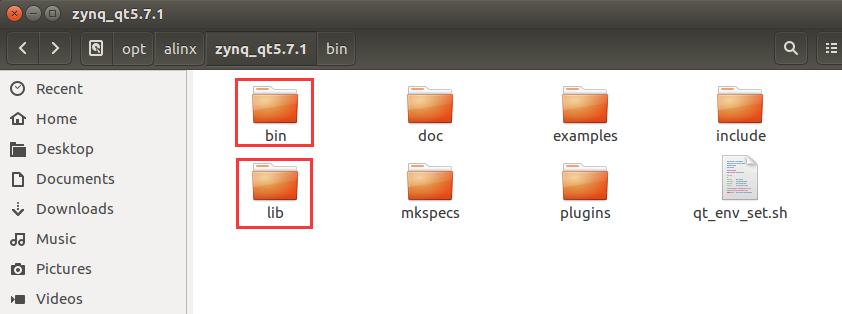 zynq_qt5.7.1
opt alinx zynq_qt5.7.1 bin
Recent
Home
Desktop
Documents
Downloads
Music
Pictures
Videos
bin doc examples include
lib mkspecs plugins qt_env_set.sh